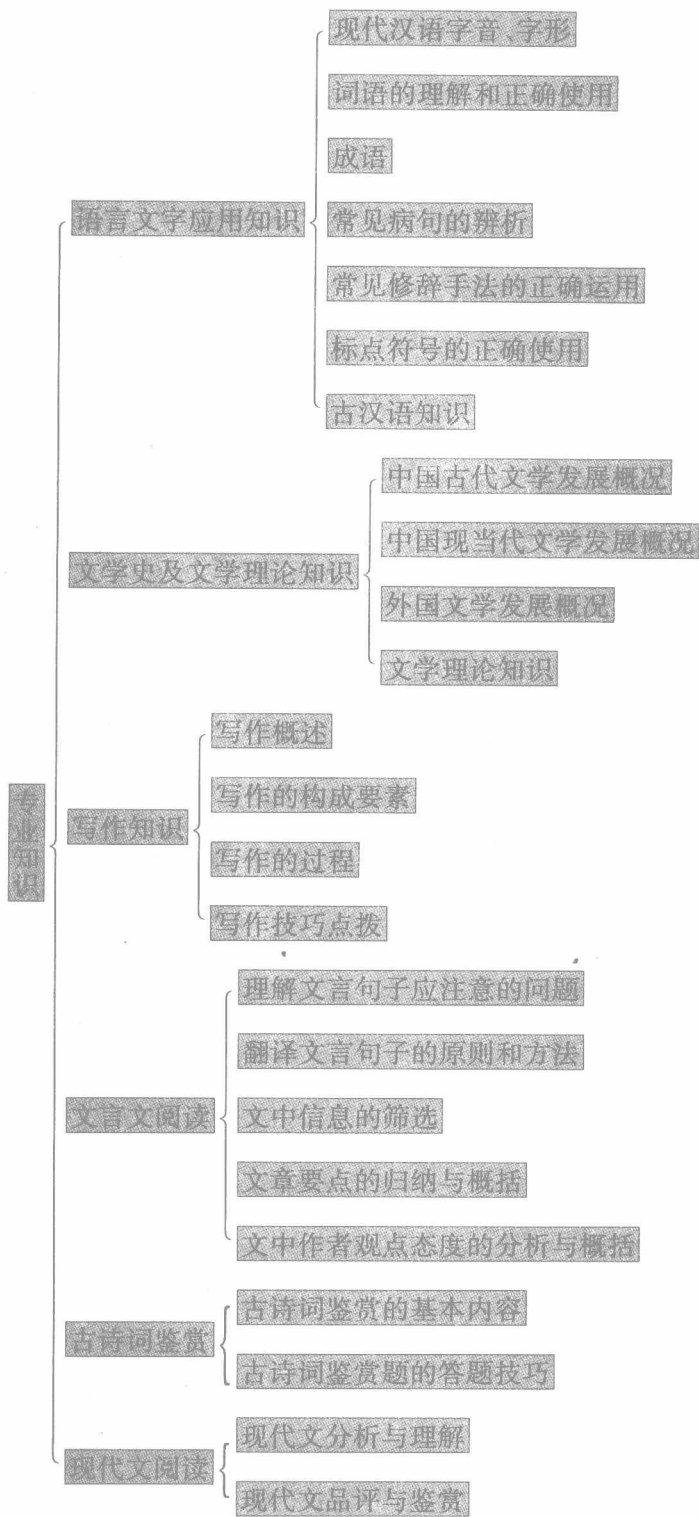 专业知识
语言文字应用知识
现代汉语字音、字形
词语的理解和正确使用
成语
常见病句的辨析
常见修辞手法的正确运用
标点符号的正确使用
古汉语知识
文学史及文学理论知识
中国古代文学发展概况
中国现当代文学发展概况
外国文学发展概况
文学理论知识
写作知识
写作概述
写作的构成要素
写作的过程
写作技巧点拨
文言文阅读
理解文言句子应注意的问题
翻译文言句子的原则和方法
文中信息的筛选
文章要点的归纳与概括
文中作者观点态度的分析与概括
古诗词鉴赏
古诗词鉴赏的基本内容
古诗词鉴赏题的答题技巧
现代文阅读
现代文分析与理解
现代文品评与鉴赏